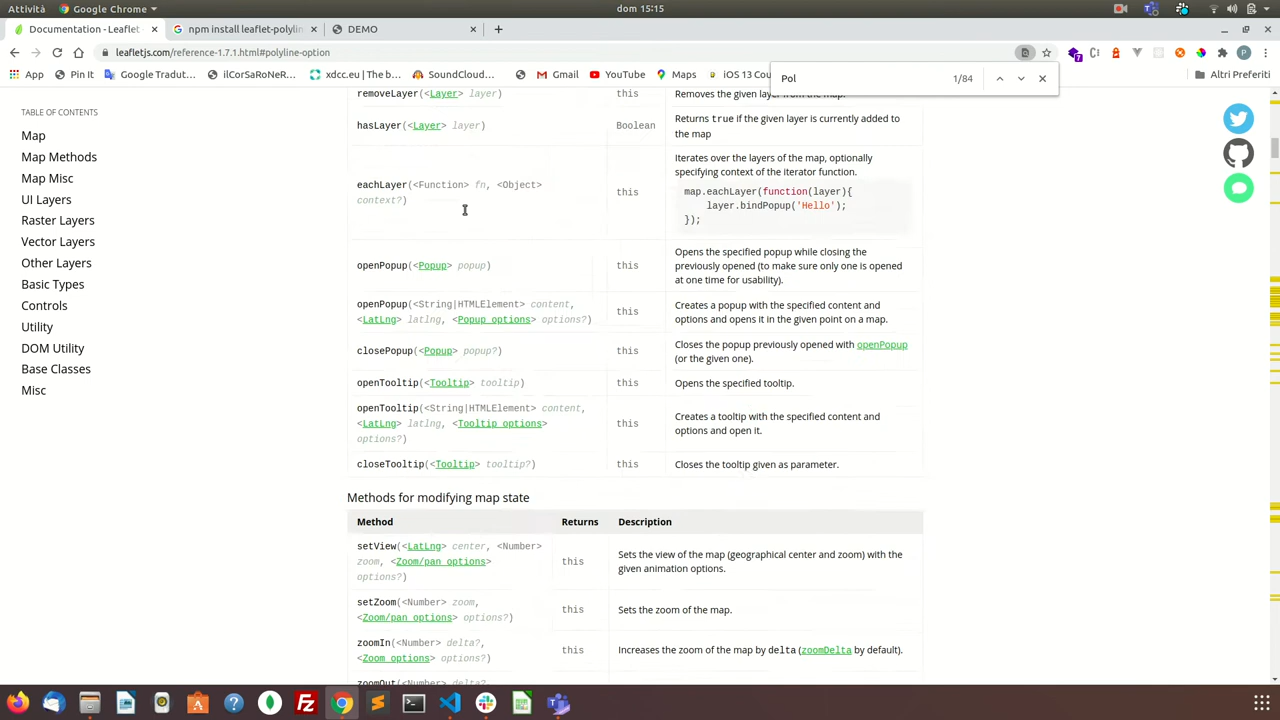 Attività
Google Chrome
dom 15:15
Documentation - Leaflet
npm install leaflet-polylin
DEMO
leafletjs.com/reference-1.7.1.html#polyline-option
App
Pin It
Google Tradut...
ilCorSaRoNeR...
xdcc.eu | The b...
SoundCloud...
Gmail
YouTube
Maps
iOS 13 Cou
Altri Preferiti
Pol
1/84
TABLE OF CONTENTS
Map
Map Methods
Map Misc
UI Layers
Raster Layers
Vector Layers
Other Layers
Basic Types
Controls
Utility
DOM Utility
Base Classes
Misc
removeLayer(<Layer> layer)
this
Removes the given layer from the map.
hasLayer(<Layer> layer)
Boolean
Returns true if the given layer is currently added to
the map
eachLayer(<Function> fn, <Object>
context?)
this
Iterates over the layers of the map, optionally
specifying context of the iterator function.
map.eachLayer(function(layer){
layer.bindPopup('Hello');
});
openPopup(<Popup> popup)
this
Opens the specified popup while closing the
previously opened (to make sure only one is opened
at one time for usability).
openPopup(<String|HTMLElement> content,
<LatLng> latlng, <Popup options> options?)
this
Creates a popup with the specified content and
options and opens it in the given point on a map.
closePopup(<Popup> popup?)
this
Closes the popup previously opened with openPopup
(or the given one).
openTooltip(<Tooltip> tooltip)
this
Opens the specified tooltip.
openTooltip(<String|HTMLElement> content,
<LatLng> latlng, <Tooltip options>
options?)
this
Creates a tooltip with the specified content and
options and open it.
closeTooltip(<Tooltip> tooltip?)
this
Closes the tooltip given as parameter.
Methods for modifying map state
Method
Returns
Description
setView(<LatLng> center, <Number>
zoom, <Zoom/pan options>
options?)
this
Sets the view of the map (geographical center and zoom) with the
given animation options.
setZoom(<Number> zoom,
<Zoom/pan options> options?)
this
Sets the zoom of the map.
zoomIn(<Number> delta?,
<Zoom options> options?)
this
Increases the zoom of the map by delta (zoomDelta by default).
zoomOut(<Number> delta?,